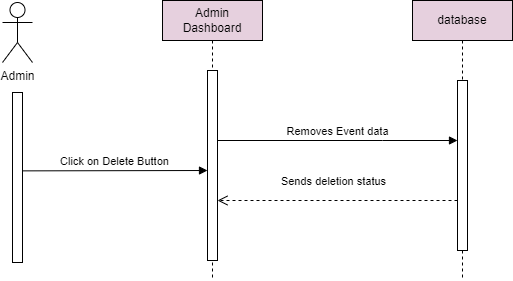 Admin
Dashboard
database
Admin
Removes Event data
Click on Delete Button
Sends deletion status